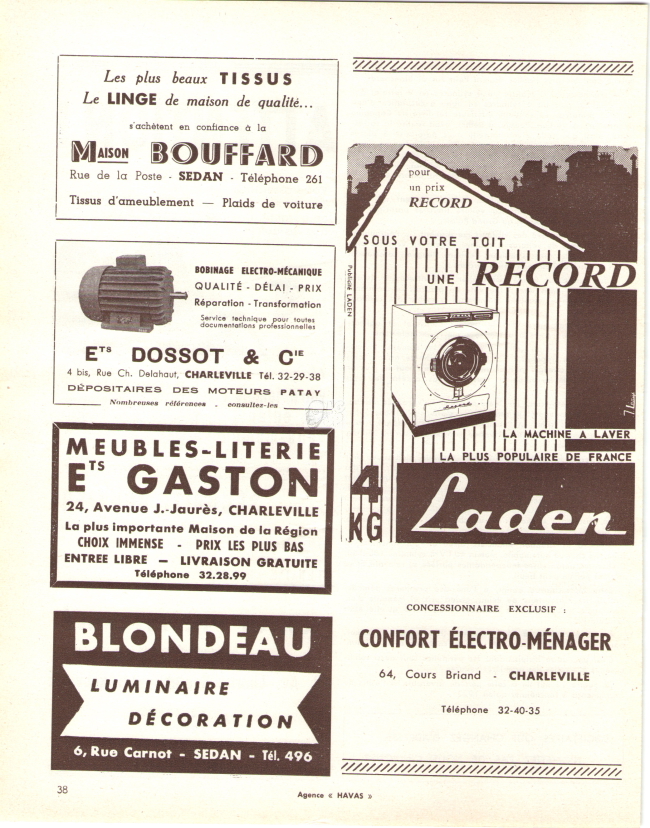 Les plus beaux TISSUS
Le LINGE de maison de qualité...
s'achètent en confiance à la
MAISON BOUFFARD
Rue de la Poste - SEDAN - Téléphone 261
Tissus d'ameublement — Plaids de voiture
BOBINAGE ELECTRO-MÉCANIQUE
QUALITÉ - DÉLAI - PRIX
Réparation - Transformation
Service technique pour toutes
documentations professionnelles
ETS DOSSOT & CIE
4 bis, Rue Ch. Delahaut, CHARLEVILLE Tél. 32-29-38
DÉPOSITAIRES DES MOTEURS PATAY
Nombreuses références - consultez-les
MEUBLES-LITERIE
ETS GASTON
24, Avenue J.-Jaurès, CHARLEVILLE
La plus importante Maison de la Région
CHOIX IMMENSE - PRIX LES PLUS BAS
ENTREE LIBRE — LIVRAISON GRATUITE
Téléphone 32.28.99
BLONDEAU
LUMINAIRE
DÉCORATION
6, Rue Carnot - SEDAN - Tél. 496
pour
un prix
RECORD
SOUS VOTRE TOIT
UNE RECORD
Publicité LADEN
LA MACHINE A LAVER
LA PLUS POPULAIRE DE FRANCE
4
KG
Laden
CONCESSIONNAIRE EXCLUSIF :
CONFORT ÉLECTRO-MÉNAGER
64, Cours Briand - CHARLEVILLE
Téléphone 32-40-35
38
Agence « HAVAS »